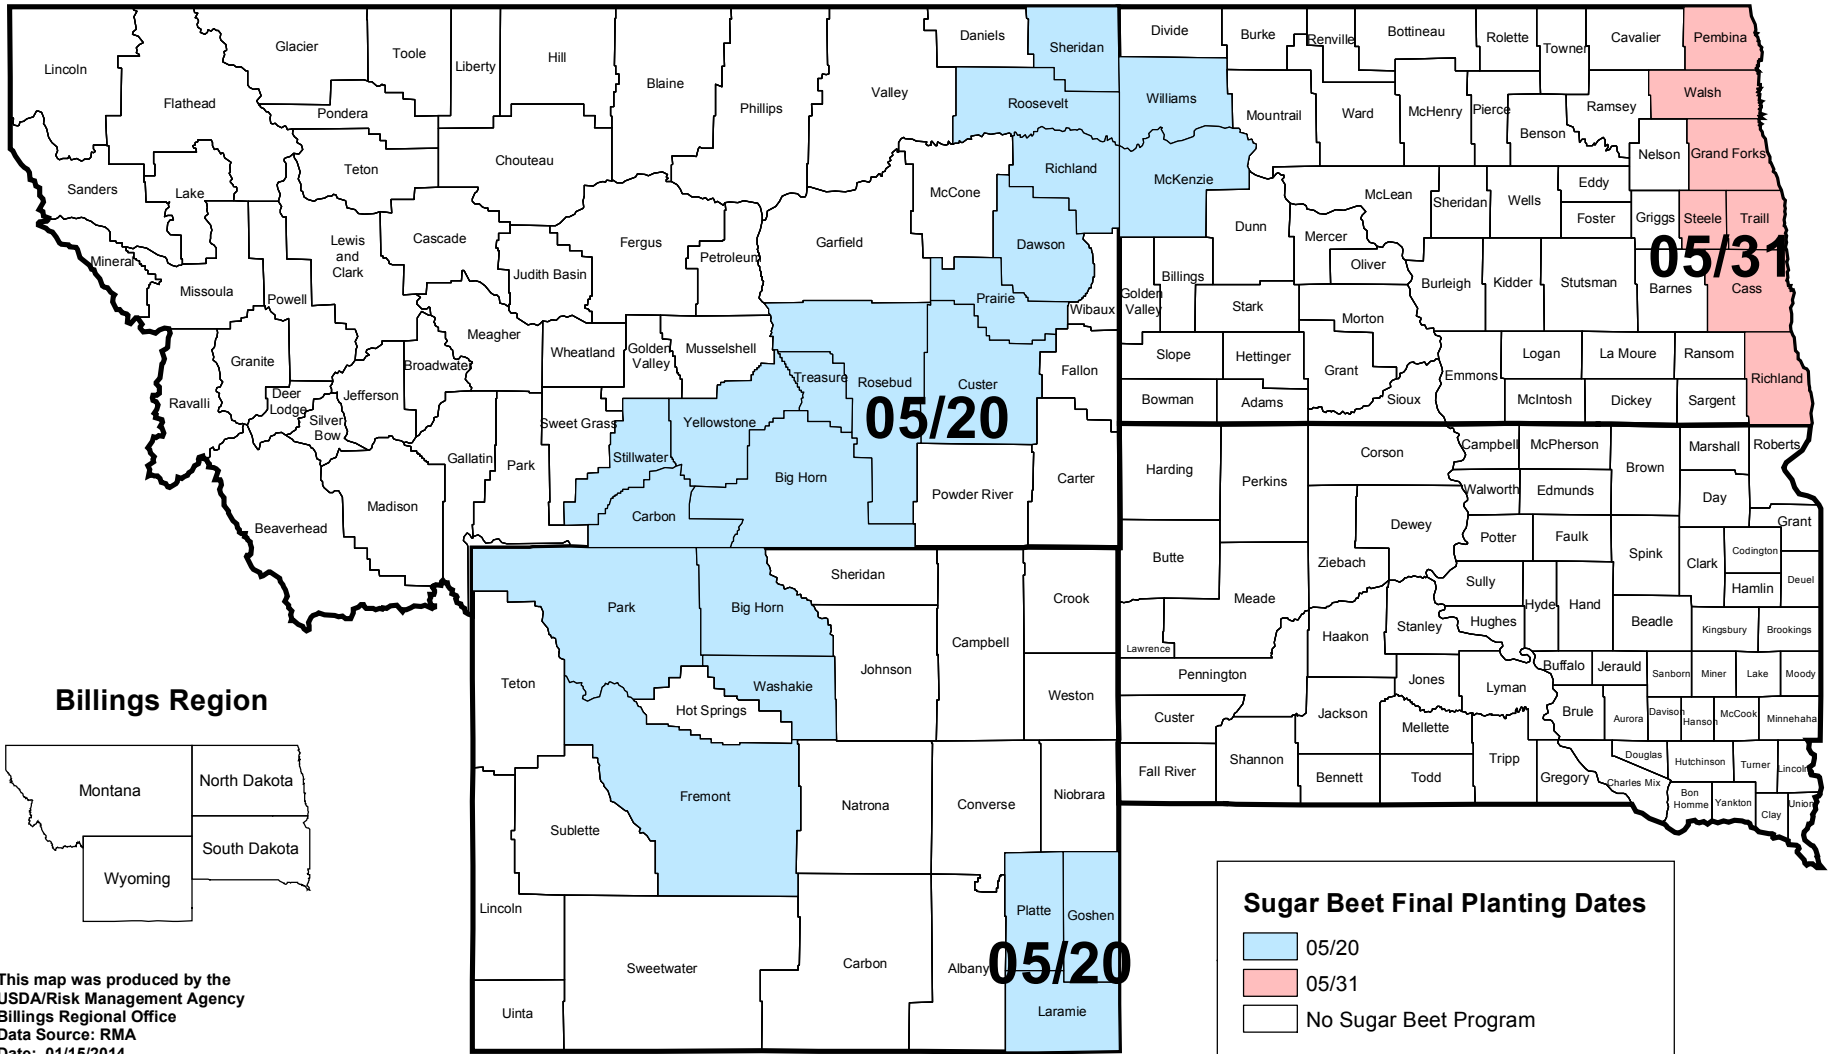 Lincoln
Glacier
Toole
Liberty
Hill
Blaine
Phillips
Valley
Daniels
Sheridan
Flathead
Pondera
Roosevelt
Sanders
Lake
Teton
Chouteau
McCone
Richland
Mineral
Missoula
Powell
Lewis
and
Clark
Cascade
Judith Basin
Fergus
Petroleum
Garfield
Dawson
Prairie
Wibaux
Granite
Deer
Lodge
Silver
Bow
Ravalli
Jefferson
Broadwater
Meagher
Wheatland
Golden
Valley
Musselshell
Treasure
Rosebud
Custer
Fallon
05/20
Sweet Grass
Stillwater
Yellowstone
Big Horn
Carbon
Powder River
Carter
Gallatin
Park
Madison
Beaverhead
Divide
Burke
Renville
Bottineau
Rolette
Towner
Cavalier
Pembina
Williams
Mountrail
Ward
McHenry
Pierce
Benson
Ramsey
Walsh
Nelson
Grand Forks
McKenzie
McLean
Sheridan
Wells
Eddy
Foster
Griggs
Steele
Traill
05/31
Dunn
Mercer
Oliver
Billings
Golden
Valley
Stark
Morton
Burleigh
Kidder
Stutsman
Barnes
Cass
Slope
Hettinger
Grant
Bowman
Adams
Sioux
Emmons
Logan
La Moure
Ransom
McIntosh
Dickey
Sargent
Richland
Harding
Perkins
Corson
Campbell
McPherson
Brown
Marshall
Roberts
Walworth
Edmunds
Day
Grant
Dewey
Ziebach
Potter
Faulk
Spink
Clark
Codington
Hamlin
Deuel
Butte
Meade
Lawrence
Sully
Hyde
Hand
Hughes
Beadle
Kingsbury
Brookings
Haakon
Stanley
Pennington
Jones
Lyman
Buffalo
Jerauld
Sanborn
Miner
Lake
Moody
Custer
Jackson
Mellette
Brule
Aurora
Davison
Hanson
McCook
Minnehaha
Fall River
Shannon
Bennett
Todd
Tripp
Gregory
Douglas
Charles Mix
Hutchinson
Turner
Lincoln
Bon
Homme
Yankton
Clay
Union
Park
Big Horn
Sheridan
Crook
Campbell
Johnson
Teton
Washakie
Hot Springs
Weston
Fremont
Sublette
Natrona
Converse
Niobrara
Lincoln
Platte
Goshen
05/20
Sweetwater
Carbon
Albany
Uinta
Laramie
Billings Region
Montana
North Dakota
South Dakota
Wyoming
This map was produced by the
USDA/Risk Management Agency
Billings Regional Office
Data Source: RMA
Date: 01/15/2014
Sugar Beet Final Planting Dates
05/20
05/31
No Sugar Beet Program